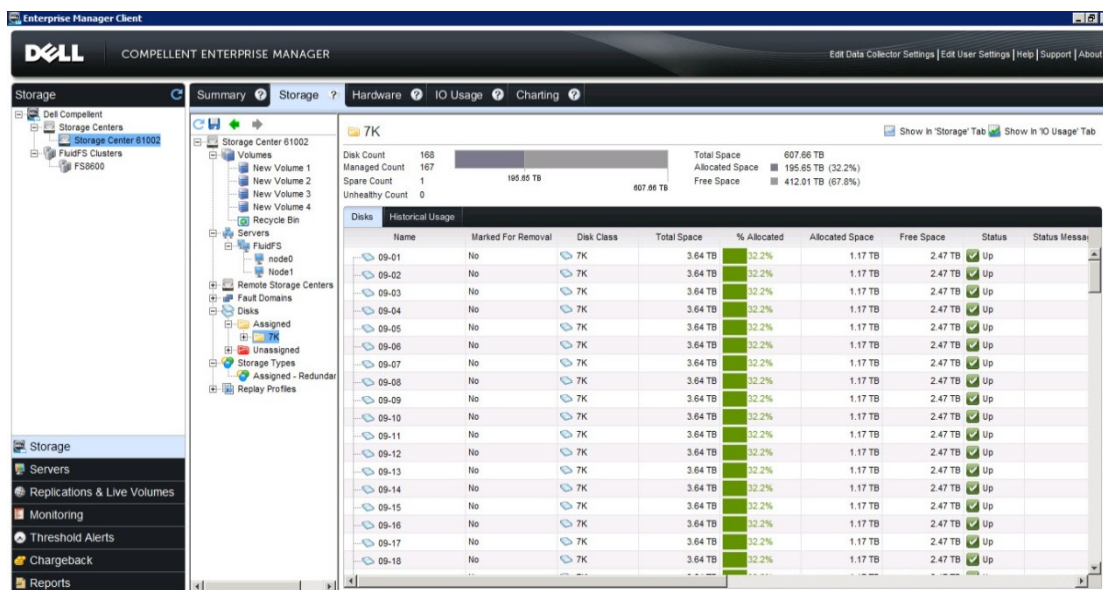 Enterprise Manager Client
DELL COMPELLENT ENTERPRISE MANAGER
Edit Data Collector Settings | Edit User Settings | Help | Support | About
Storage
Dell Compellent
Storage Centers
Storage Center 61002
FluidFS Clusters
FS8600
Storage
Servers
Replications & Live Volumes
Monitoring
Threshold Alerts
Chargeback
Reports
Summary ? Storage ? Hardware ? IO Usage ? Charting ?
Storage Center 61002
Volumes
New Volume 1
New Volume 2
New Volume 3
New Volume 4
Recycle Bin
Servers
FluidFS
node0
Node1
Remote Storage Centers
Fault Domains
Disks
Assigned
7K
Unassigned
Storage Types
Assigned - Redundar
Replay Profiles
7K
Show In 'Storage' Tab Show In 'IO Usage' Tab
Disk Count 168
Managed Count 167
Spare Count 1
Unhealthy Count 0
195.65 TB
607.66 TB
Total Space 607.66 TB
Allocated Space 195.65 TB (32.2%)
Free Space 412.01 TB (67.8%)
Disks Historical Usage
Name Marked For Removal Disk Class Total Space % Allocated Allocated Space Free Space Status Status Messag
09-01 No 7K 3.64 TB 32.2% 1.17 TB 2.47 TB Up
09-02 No 7K 3.64 TB 32.2% 1.17 TB 2.47 TB Up
09-03 No 7K 3.64 TB 32.2% 1.17 TB 2.47 TB Up
09-04 No 7K 3.64 TB 32.2% 1.17 TB 2.47 TB Up
09-05 No 7K 3.64 TB 32.2% 1.17 TB 2.47 TB Up
09-06 No 7K 3.64 TB 32.2% 1.17 TB 2.47 TB Up
09-07 No 7K 3.64 TB 32.2% 1.17 TB 2.47 TB Up
09-08 No 7K 3.64 TB 32.2% 1.17 TB 2.47 TB Up
09-09 No 7K 3.64 TB 32.2% 1.17 TB 2.47 TB Up
09-10 No 7K 3.64 TB 32.2% 1.17 TB 2.47 TB Up
09-11 No 7K 3.64 TB 32.2% 1.17 TB 2.47 TB Up
09-12 No 7K 3.64 TB 32.2% 1.17 TB 2.47 TB Up
09-13 No 7K 3.64 TB 32.2% 1.17 TB 2.47 TB Up
09-14 No 7K 3.64 TB 32.2% 1.17 TB 2.47 TB Up
09-15 No 7K 3.64 TB 32.2% 1.17 TB 2.47 TB Up
09-16 No 7K 3.64 TB 32.2% 1.17 TB 2.47 TB Up
09-17 No 7K 3.64 TB 32.2% 1.17 TB 2.47 TB Up
09-18 No 7K 3.64 TB 32.2% 1.17 TB 2.47 TB Up